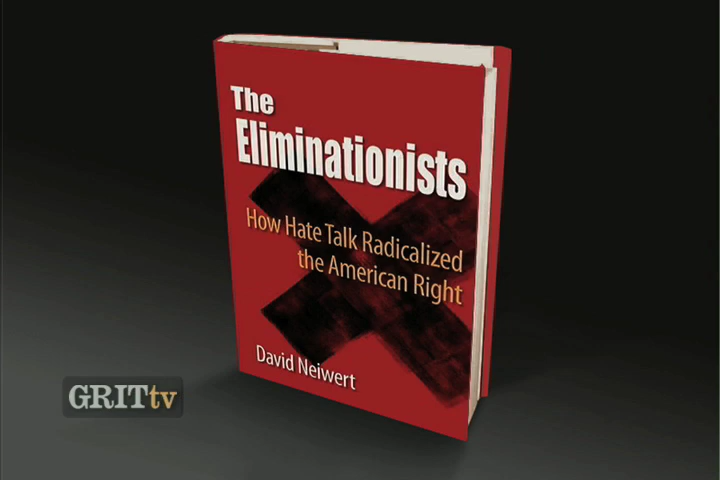 The
Eliminationists
How Hate Talk Radicalized
the American Right
David Neiwert
GRITtv